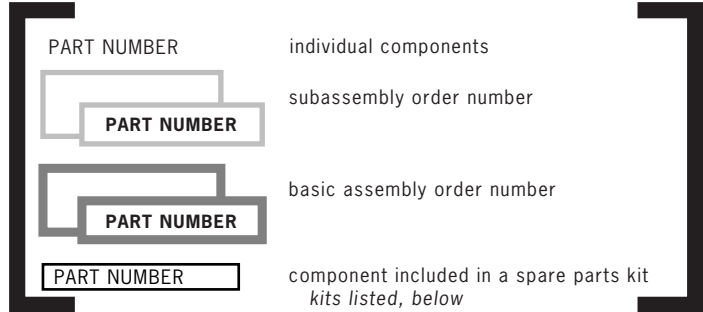 PART NUMBER individual components
subassembly order number
PART NUMBER
basic assembly order number
PART NUMBER
PART NUMBER component included in a spare parts kit
kits listed, below